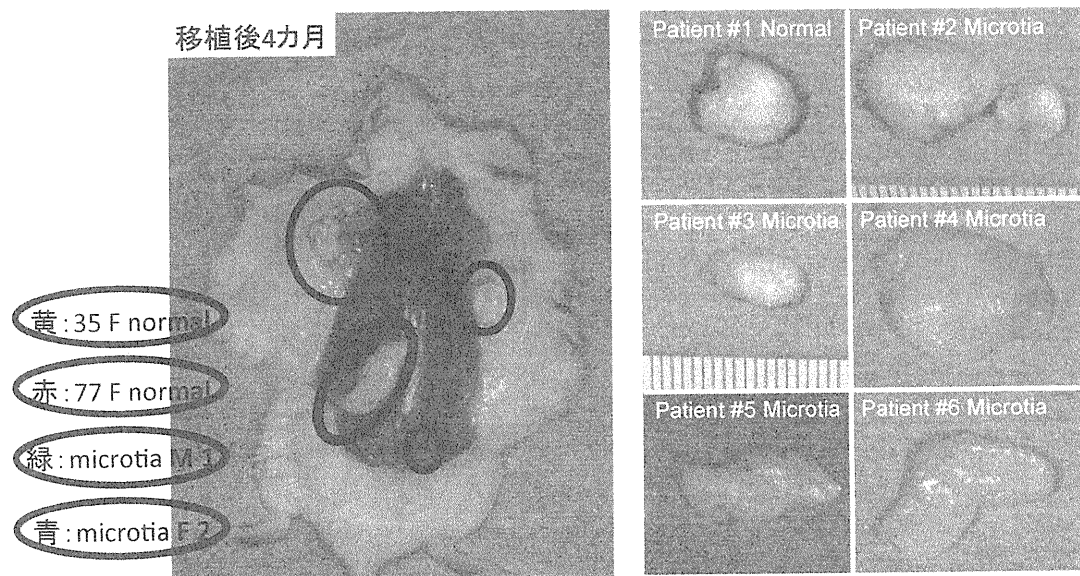 移植後4カ月
黄:35 F normal
赤:77 F normal
緑:microtia M 1
青:microtia F 2
Patient #1 Normal
Patient #2 Microtia
Patient #3 Microtia
Patient #4 Microtia
Patient #5 Microtia
Patient #6 Microtia